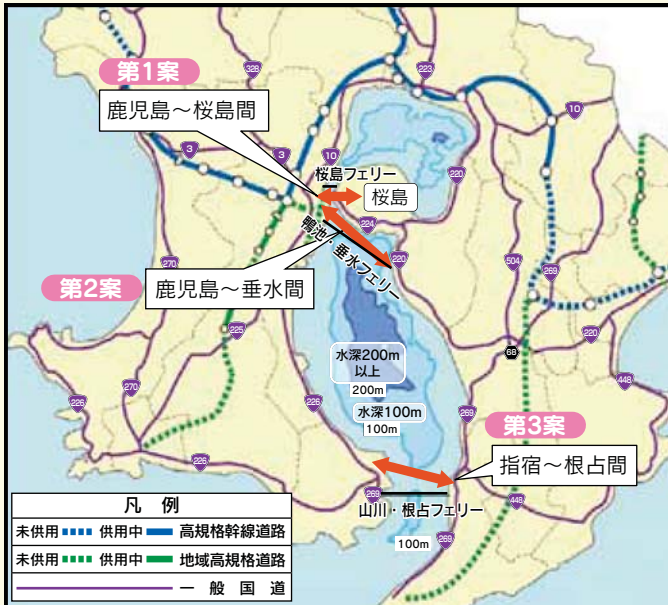 328
223
第1案
鹿児島～桜島間
10
10
3
3
桜島フェリー
桜島
220
224
鴨池・垂水フェリー
220
270
504
269
第2案
鹿児島～垂水間
225
220
68
水深200m
以上
200m
448
270
226
226
水深100m
100m
269
第3案
指宿～根占間
226
269
山川・根占フェリー
448
100m
269
凡 例
未供用 供用中 高規格幹線道路
未供用 供用中 地域高規格道路
一般国道